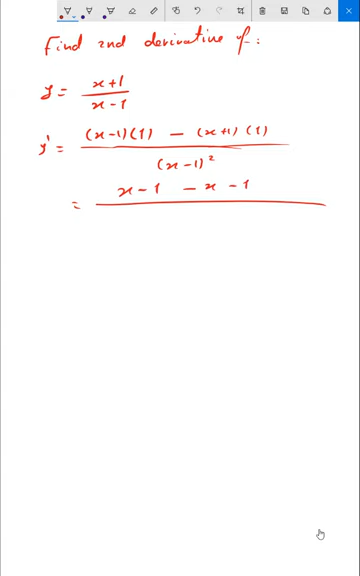 Find 2nd derivative of:
y = (x+1)/(x-1)
y' = ((x-1)(1) - (x+1)(1))/(x-1)²
= x-1 -x-1